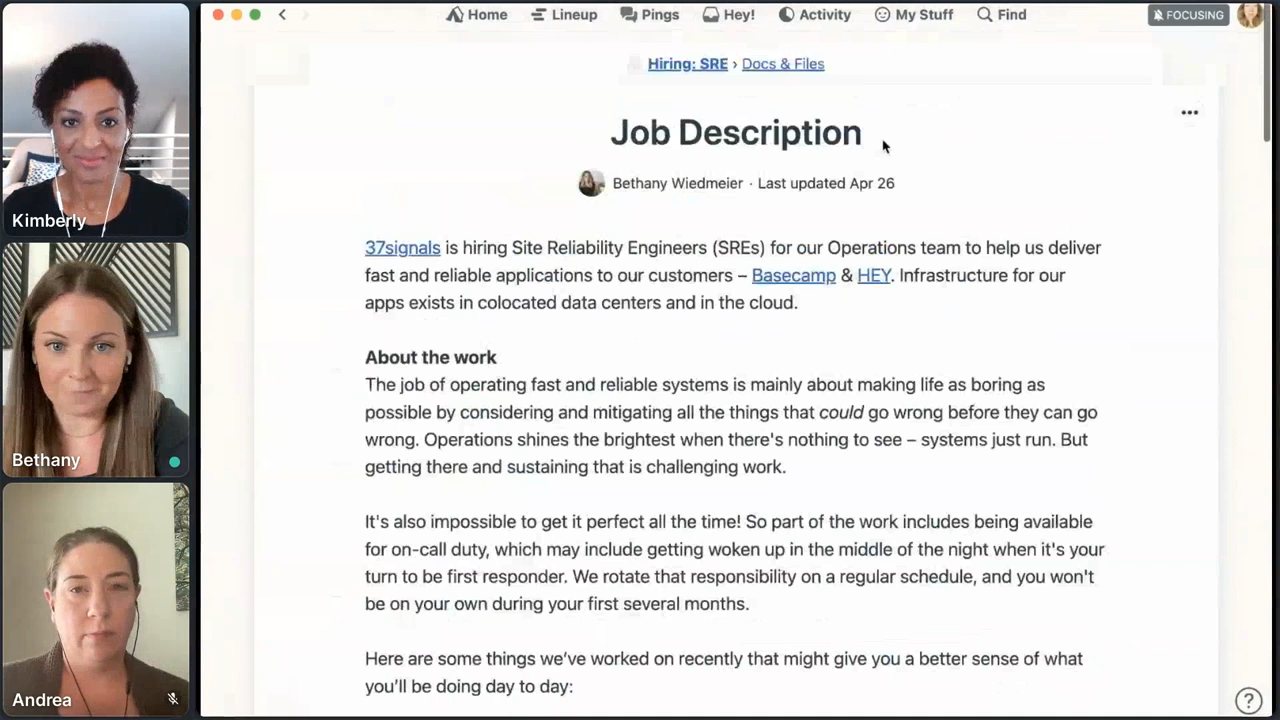 Home
Lineup
Pings
Hey!
Activity
My Stuff
Find
FOCUSING
Hiring: SRE › Docs & Files
Job Description
Bethany Wiedmeier · Last updated Apr 26
37signals is hiring Site Reliability Engineers (SREs) for our Operations team to help us deliver
fast and reliable applications to our customers – Basecamp & HEY. Infrastructure for our
apps exists in colocated data centers and in the cloud.
About the work
The job of operating fast and reliable systems is mainly about making life as boring as
possible by considering and mitigating all the things that could go wrong before they can go
wrong. Operations shines the brightest when there's nothing to see – systems just run. But
getting there and sustaining that is challenging work.
It's also impossible to get it perfect all the time! So part of the work includes being available
for on-call duty, which may include getting woken up in the middle of the night when it's your
turn to be first responder. We rotate that responsibility on a regular schedule, and you won't
be on your own during your first several months.
Here are some things we’ve worked on recently that might give you a better sense of what
you’ll be doing day to day:
?
Kimberly
Bethany
Andrea